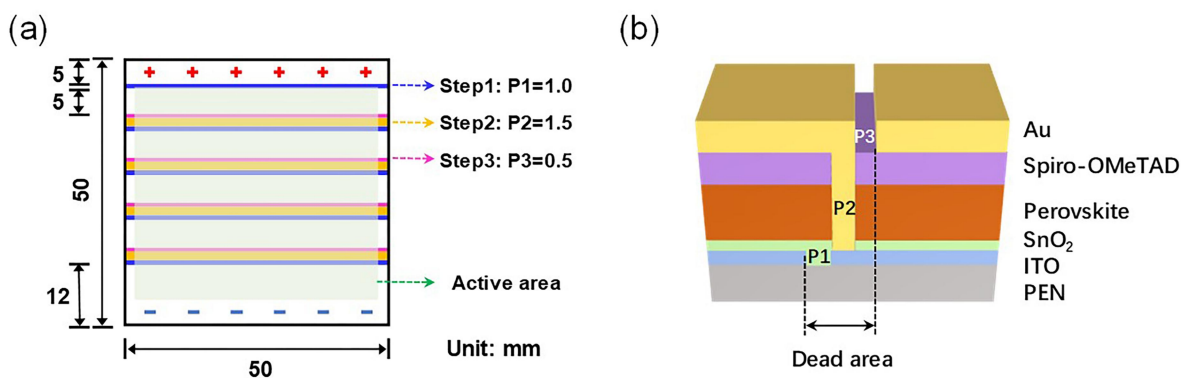 (a)
5
5
50
12
50
+ + + + + +
- - - - - -
Step1: P1=1.0
Step2: P2=1.5
Step3: P3=0.5
Active area
Unit: mm
(b)
P3
P2
P1
Au
Spiro-OMeTAD
Perovskite
SnO₂
ITO
PEN
Dead area